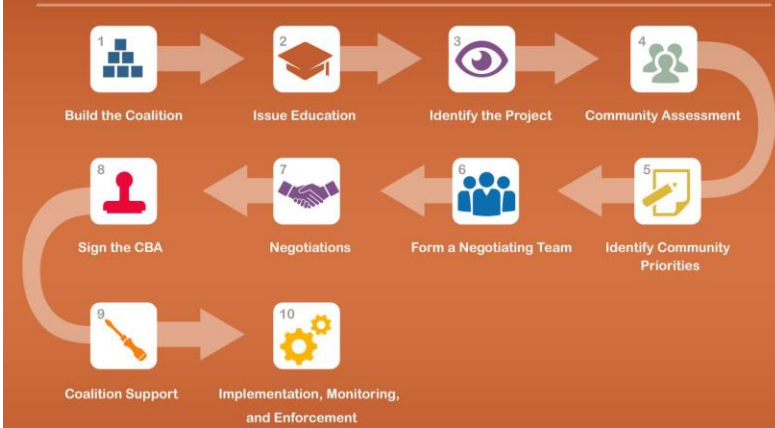 1
2
3
4
Build the Coalition
Issue Education
Identify the Project
Community Assessment
8
7
6
5
Sign the CBA
Negotiations
Form a Negotiating Team
Identify Community
Priorities
9
10
Coalition Support
Implementation, Monitoring,
and Enforcement